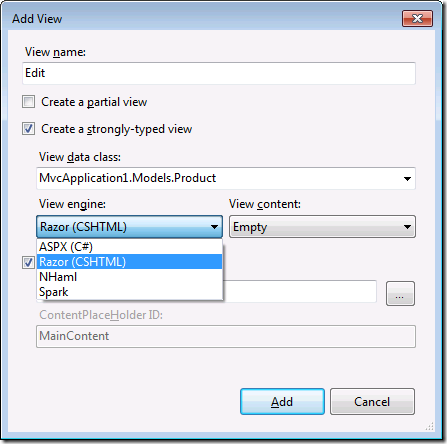 Add View
View name:
Edit
Create a partial view
Create a strongly-typed view
View data class:
MvcApplication1.Models.Product
View engine: View content:
Razor (CSHTML) Empty
ASPX (C#)
Razor (CSHTML)
NHaml
Spark
...
ContentPlaceHolder ID:
MainContent
Add Cancel